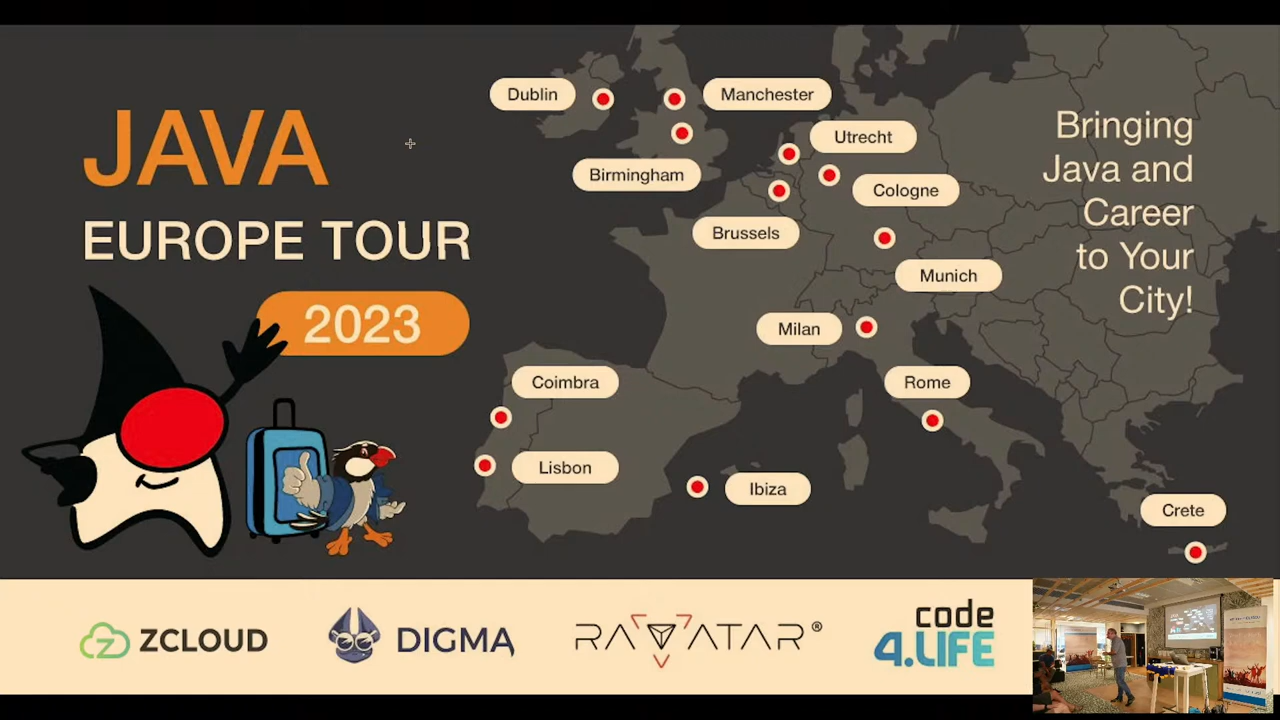 JAVA
EUROPE TOUR
2023
Dublin
Manchester
Birmingham
Utrecht
Cologne
Brussels
Munich
Milan
Coimbra
Rome
Lisbon
Ibiza
Crete
Bringing
Java and
Career
to Your
City!
ZCLOUD
DIGMA
RAVATAR®
code
4.LIFE